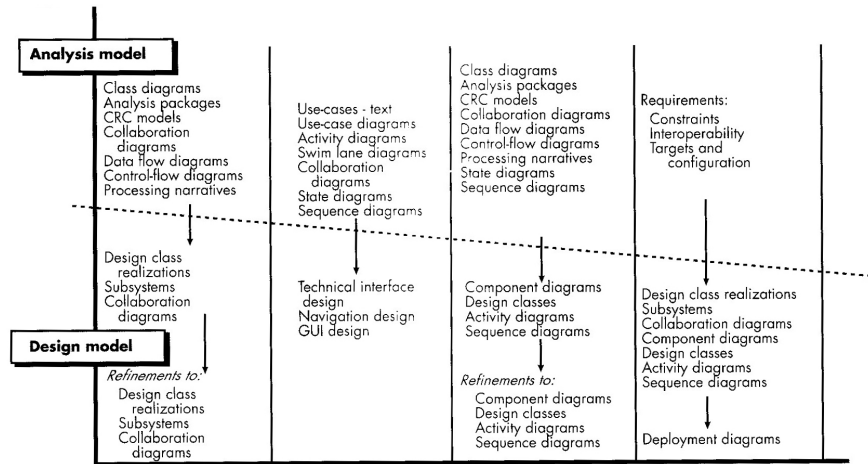 Analysis model
Class diagrams
Analysis packages
CRC models
Collaboration
diagrams
Data flow diagrams
Control-flow diagrams
Processing narratives
Design class
realizations
Subsystems
Collaboration
diagrams
Design model
Refinements to:
Design class
realizations
Subsystems
Collaboration
diagrams
Use-cases - text
Use-case diagrams
Activity diagrams
Swim lane diagrams
Collaboration
diagrams
State diagrams
Sequence diagrams
Technical interface
design
Navigation design
GUI design
Class diagrams
Analysis packages
CRC models
Collaboration diagrams
Data flow diagrams
Control-flow diagrams
Processing narratives
State diagrams
Sequence diagrams
Component diagrams
Design classes
Activity diagrams
Sequence diagrams
Refinements to:
Component diagrams
Design classes
Activity diagrams
Sequence diagrams
Requirements:
Constraints
Interoperability
Targets and
configuration
Design class realizations
Subsystems
Collaboration diagrams
Component diagrams
Design classes
Activity diagrams
Sequence diagrams
Deployment diagrams